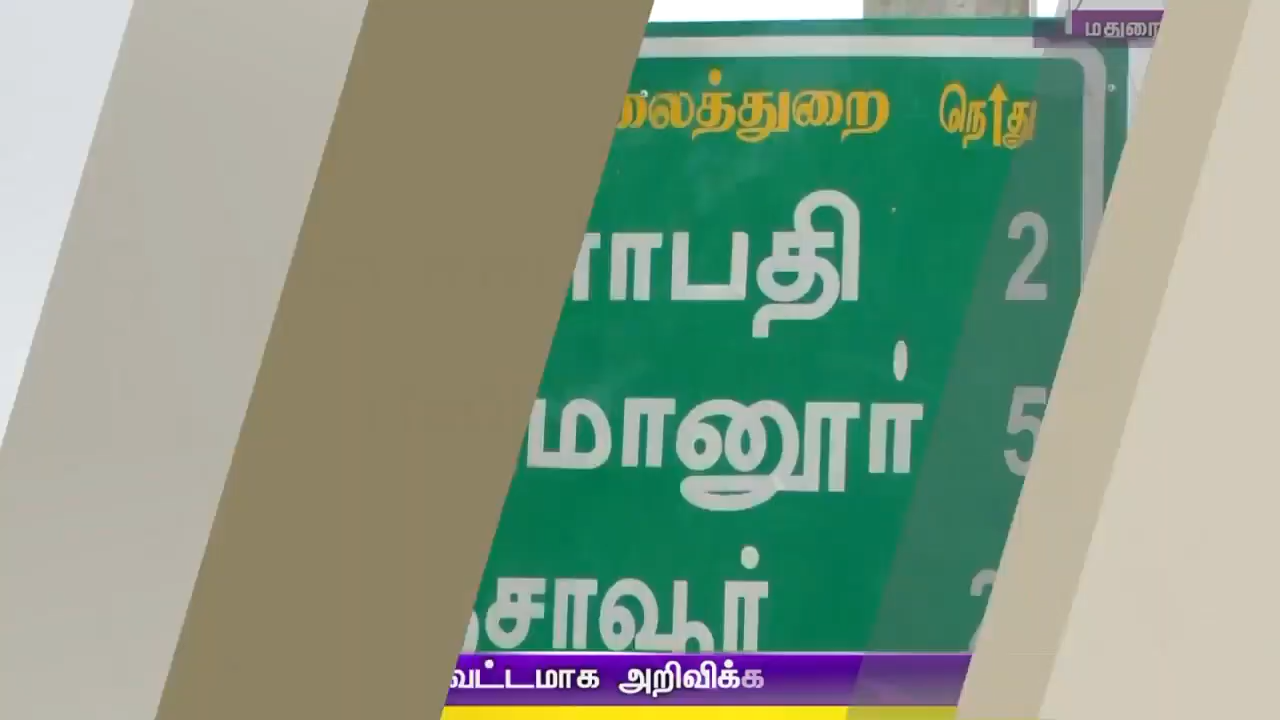 மதுரை
லைத்துறை நெ↑து
ாபதி 2
மானூர் 5
சாவூர்
வட்டமாக அறிவிக்க